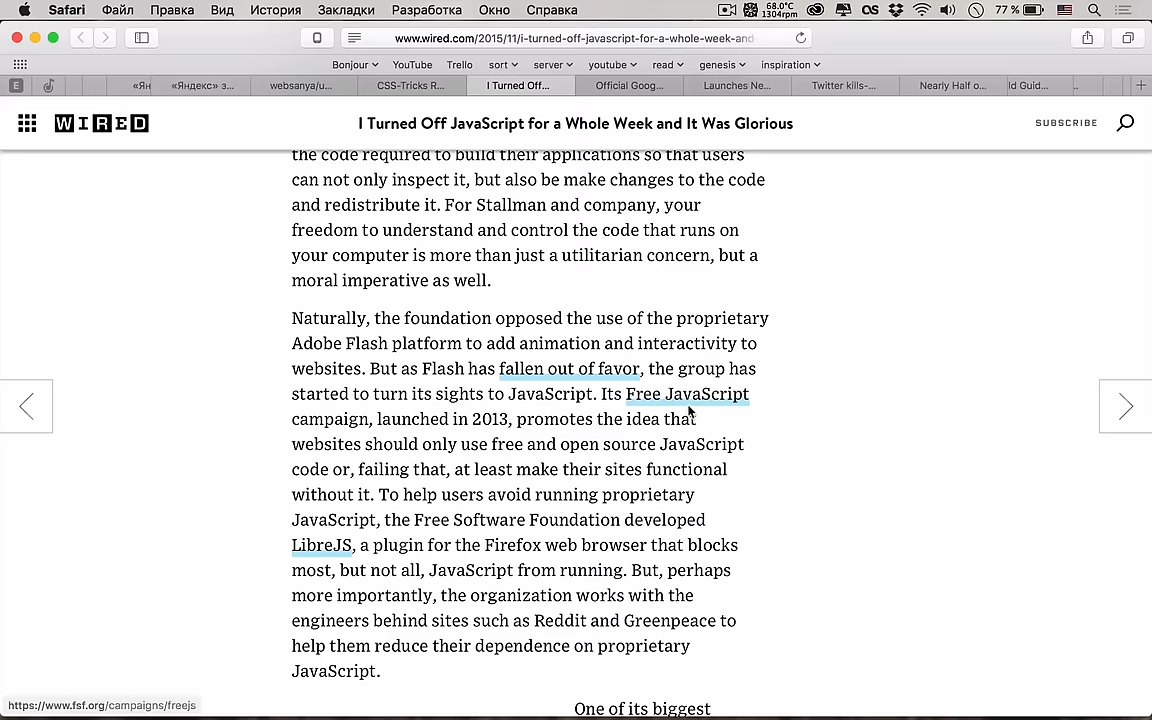 Safari Файл Правка Вид История Закладки Разработка Окно Справка 68.0°C 1304rpm 77 %
www.wired.com/2015/11/i-turned-off-javascript-for-a-whole-week-and
Bonjour YouTube Trello sort server youtube read genesis inspiration
E «Ян «Яндекс» з... websanya/u... CSS-Tricks R... I Turned Off... Official Goog... Launches Ne... Twitter kills-... Nearly Half o... ld Guid... ..
WIRED I Turned Off JavaScript for a Whole Week and It Was Glorious SUBSCRIBE
the code required to build their applications so that users
can not only inspect it, but also be make changes to the code
and redistribute it. For Stallman and company, your
freedom to understand and control the code that runs on
your computer is more than just a utilitarian concern, but a
moral imperative as well.
Naturally, the foundation opposed the use of the proprietary
Adobe Flash platform to add animation and interactivity to
websites. But as Flash has fallen out of favor, the group has
started to turn its sights to JavaScript. Its Free JavaScript
campaign, launched in 2013, promotes the idea that
websites should only use free and open source JavaScript
code or, failing that, at least make their sites functional
without it. To help users avoid running proprietary
JavaScript, the Free Software Foundation developed
LibreJS, a plugin for the Firefox web browser that blocks
most, but not all, JavaScript from running. But, perhaps
more importantly, the organization works with the
engineers behind sites such as Reddit and Greenpeace to
help them reduce their dependence on proprietary
JavaScript.
One of its biggest
https://www.fsf.org/campaigns/freejs